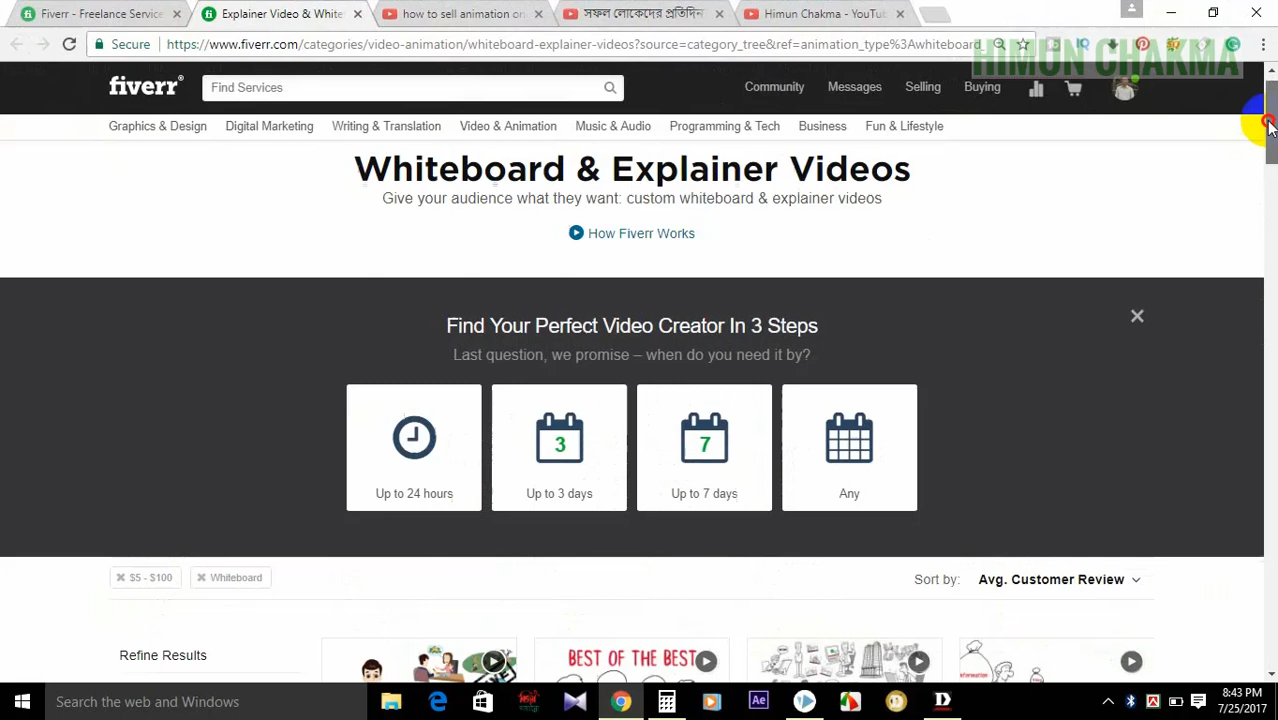 Fiverr - Freelance Service
Explainer Video & White
how to sell animation on
সফল লোকেদের প্রতিদিন
Himun Chakma - YouTub
Secure
https://www.fiverr.com/categories/video-animation/whiteboard-explainer-videos?source=category_tree&ref=animation_type%3Awhiteboard
HIMUN CHAKMA
fiverr
Find Services
Community
Messages
Selling
Buying
Graphics & Design
Digital Marketing
Writing & Translation
Video & Animation
Music & Audio
Programming & Tech
Business
Fun & Lifestyle
Whiteboard & Explainer Videos
Give your audience what they want: custom whiteboard & explainer videos
How Fiverr Works
Find Your Perfect Video Creator In 3 Steps
Last question, we promise – when do you need it by?
3
7
Up to 24 hours
Up to 3 days
Up to 7 days
Any
$5 - $100
Whiteboard
Sort by:
Avg. Customer Review
Refine Results
BEST OF THE BEST
Search the web and Windows
Ae
8:43 PM
7/25/2017